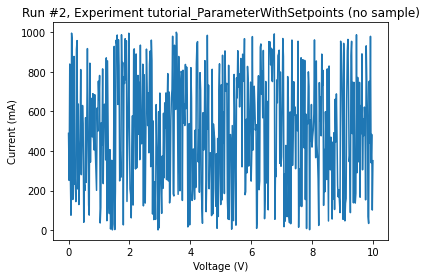 Run #2, Experiment tutorial_ParameterWithSetpoints (no sample)
1000
800
600
400
200
0
Current (mA)
0 2 4 6 8 10
Voltage (V)